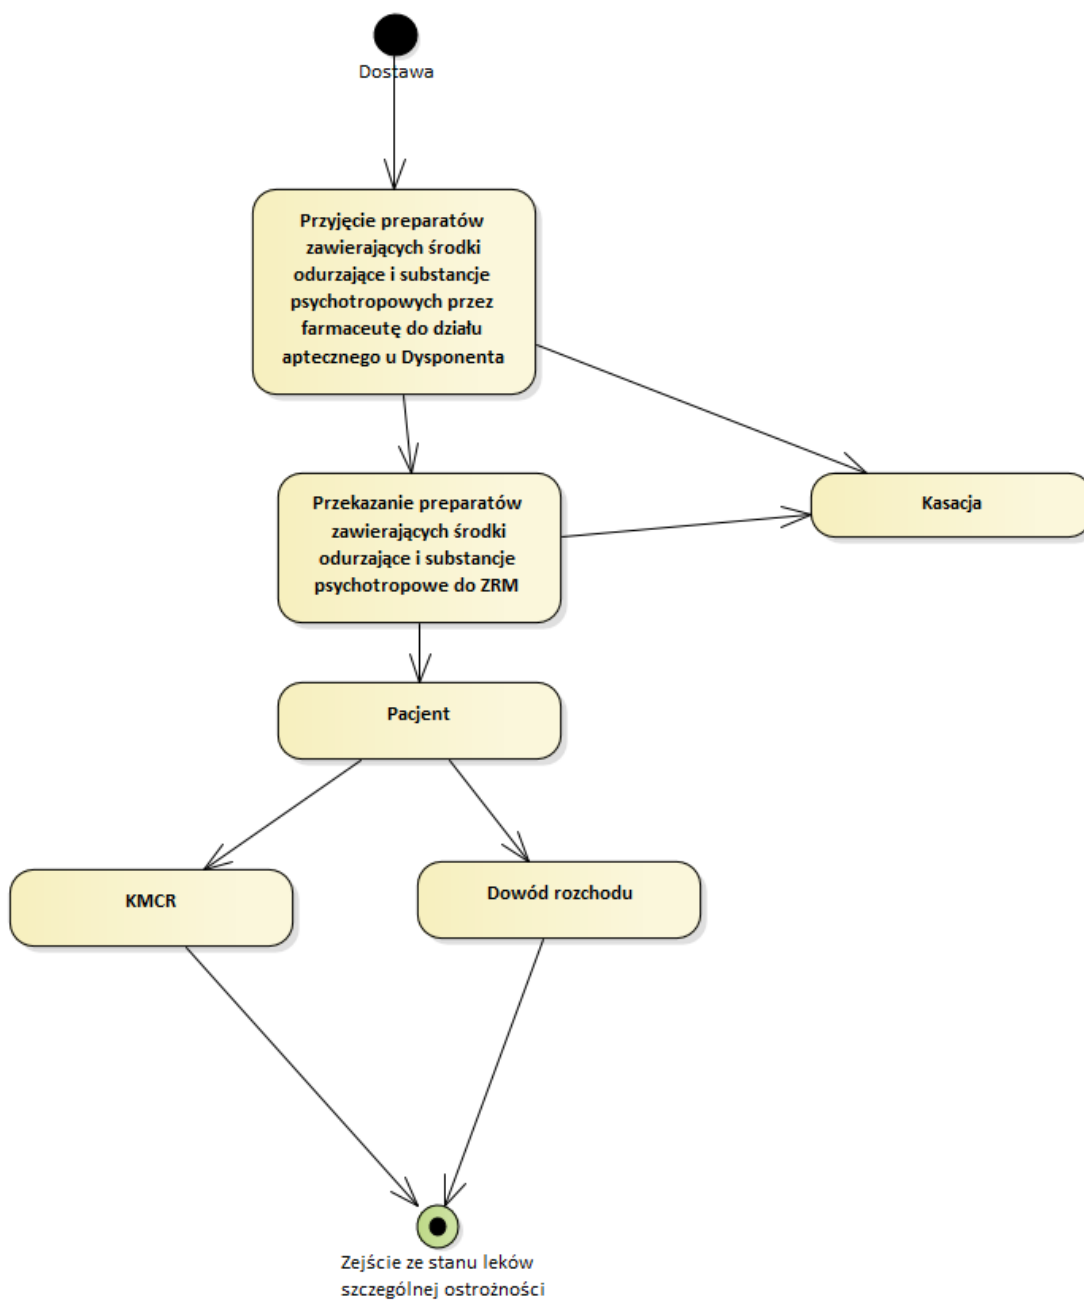 Dostawa
Przyjęcie preparatów
zawierających środki
odurzające i substancje
psychotropowych przez
farmaceutę do działu
aptecznego u Dysponenta
Przekazanie preparatów
zawierających środki
odurzające i substancje
psychotropowe do ZRM
Kasacja
Pacjent
KMCR
Dowód rozchodu
Zejście ze stanu leków
szczególnej ostrożności